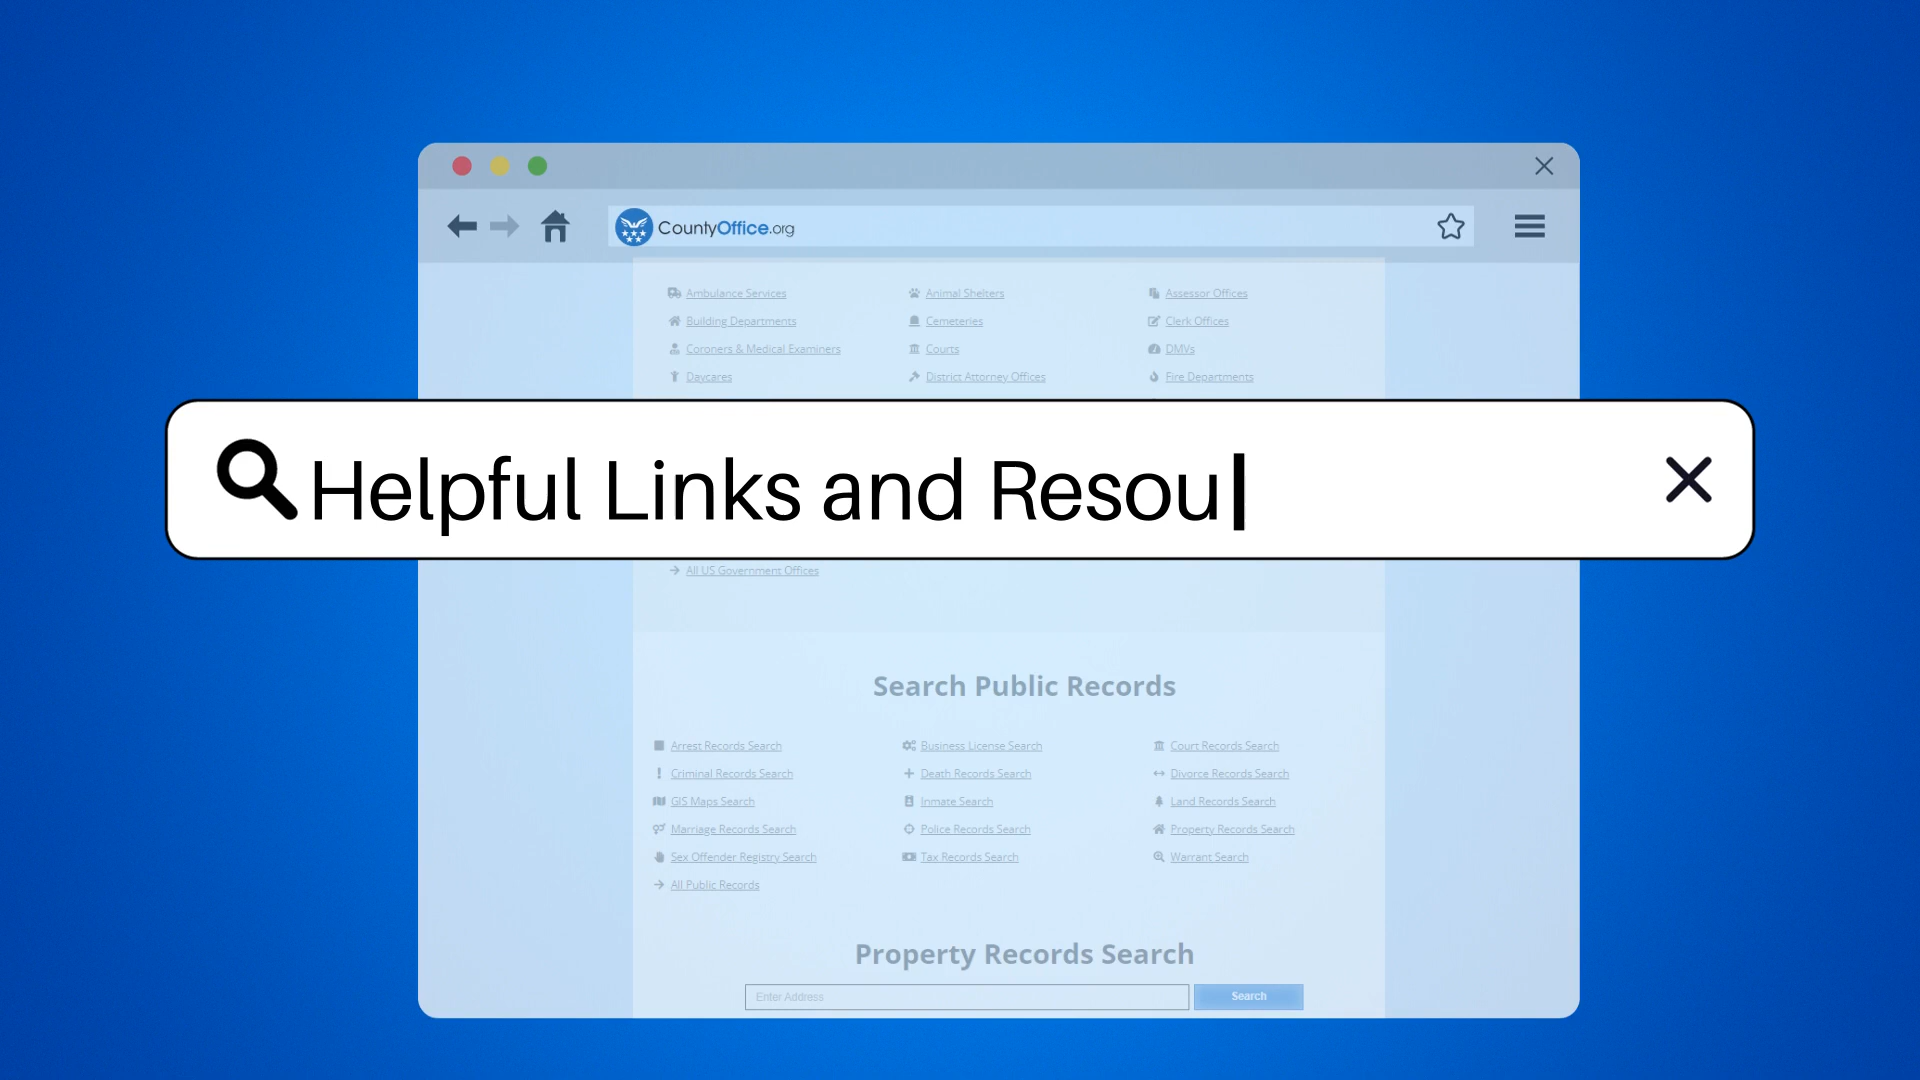 CountyOffice.org
Ambulance Services Animal Shelters Assessor Offices
Building Departments Cemeteries Clerk Offices
Coroners & Medical Examiners Courts DMVs
Daycares District Attorney Offices Fire Departments
Helpful Links and Resou
All US Government Offices
Search Public Records
Arrest Records Search Business License Search Court Records Search
Criminal Records Search Death Records Search Divorce Records Search
GIS Maps Search Inmate Search Land Records Search
Marriage Records Search Police Records Search Property Records Search
Sex Offender Registry Search Tax Records Search Warrant Search
All Public Records
Property Records Search
Enter Address Search